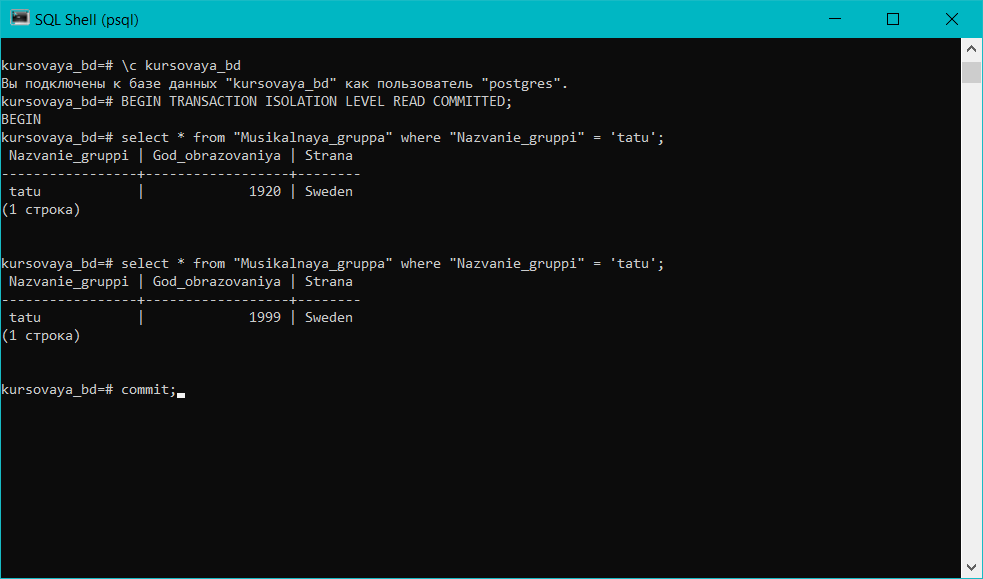 SQL Shell (psql)
kursovaya_bd=# \c kursovaya_bd
Вы подключены к базе данных "kursovaya_bd" как пользователь "postgres".
kursovaya_bd=# BEGIN TRANSACTION ISOLATION LEVEL READ COMMITTED;
BEGIN
kursovaya_bd=# select * from "Musikalnaya_gruppa" where "Nazvanie_gruppi" = 'tatu';
 Nazvanie_gruppi | God_obrazovaniya | Strana
-----------------+------------------+--------
 tatu            |             1920 | Sweden
(1 строка)
kursovaya_bd=# select * from "Musikalnaya_gruppa" where "Nazvanie_gruppi" = 'tatu';
 Nazvanie_gruppi | God_obrazovaniya | Strana
-----------------+------------------+--------
 tatu            |             1999 | Sweden
(1 строка)
kursovaya_bd=# commit;